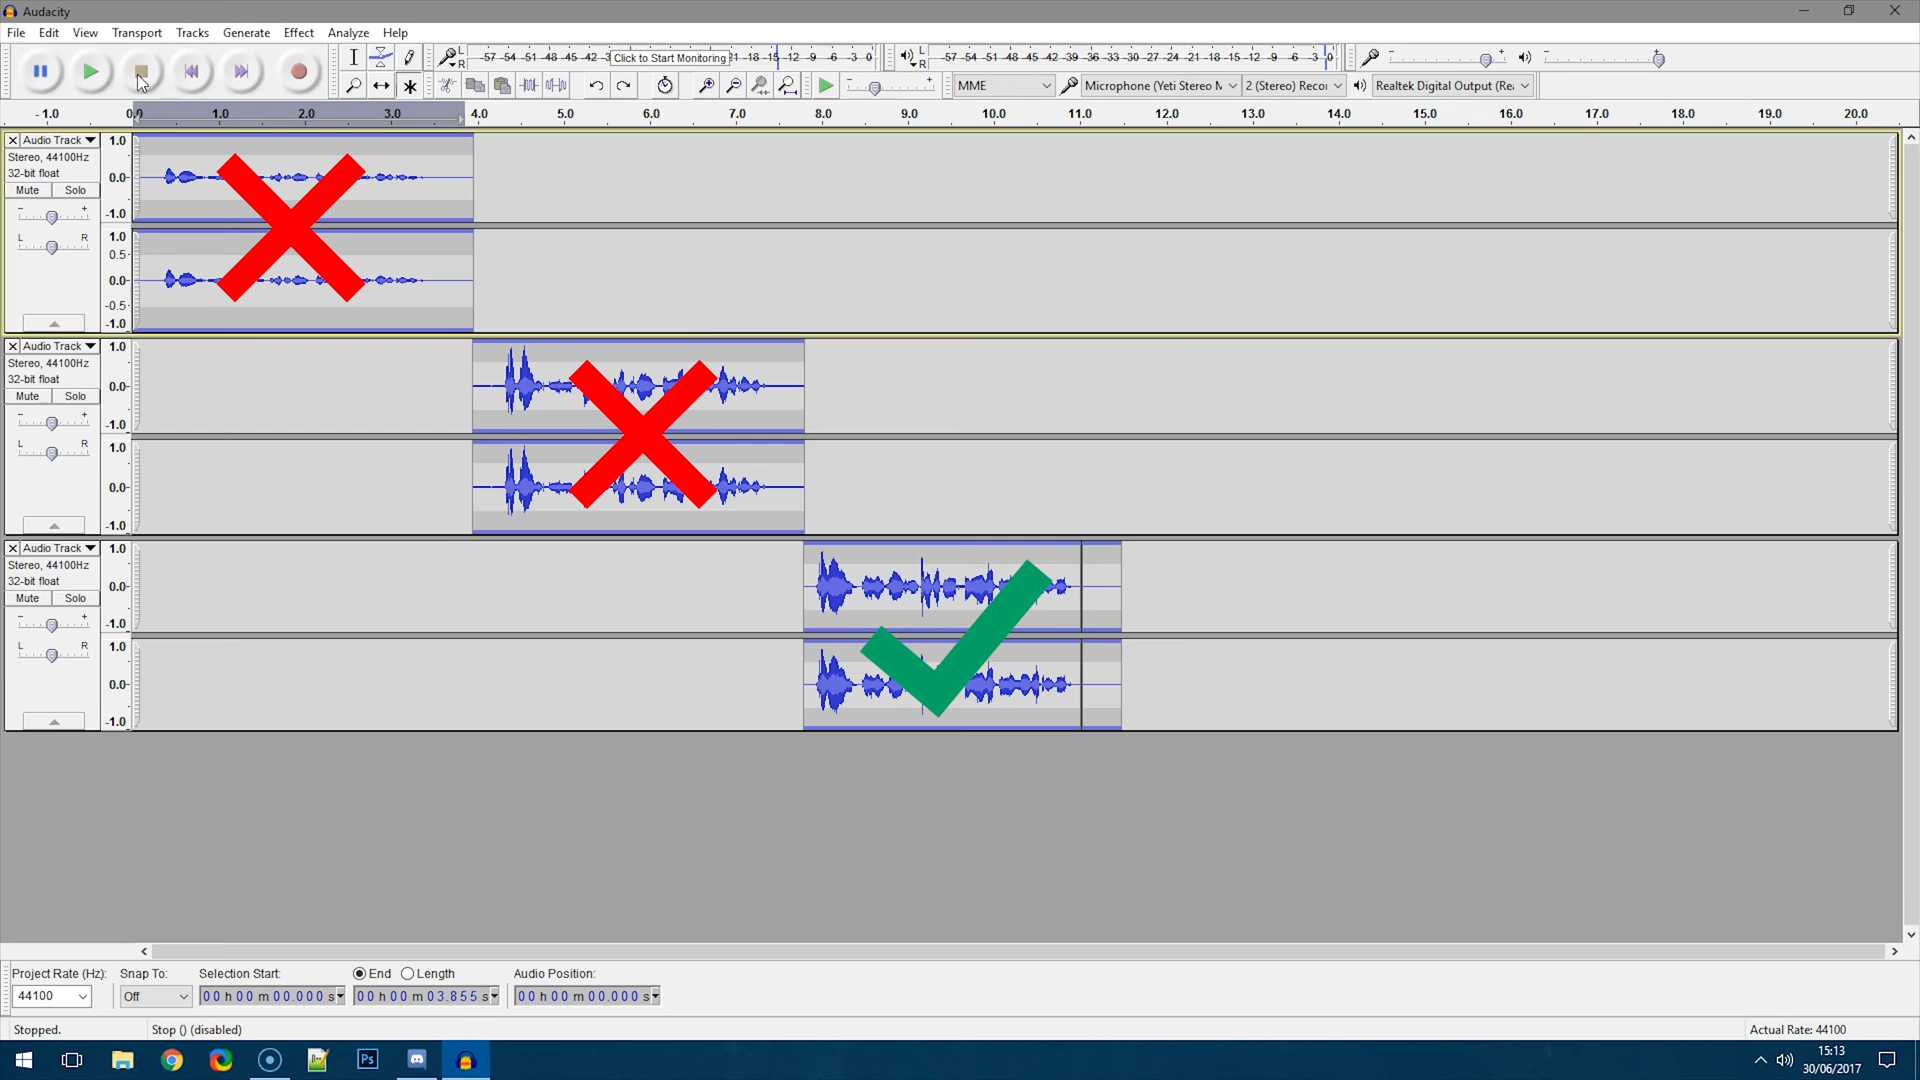 Audacity
File Edit View Transport Tracks Generate Effect Analyze Help
L R -57 -54 -51 -48 -45 -42 Click to Start Monitoring -21 -18 -15 -12 -9 -6 -3 0
L R -57 -54 -51 -48 -45 -42 -39 -36 -33 -30 -27 -24 -21 -18 -15 -12 -9 -6 -3 0
MME Microphone (Yeti Stereo M 2 (Stereo) Recor Realtek Digital Output (Rea
-1.0 0.0 1.0 2.0 3.0 4.0 5.0 6.0 7.0 8.0 9.0 10.0 11.0 12.0 13.0 14.0 15.0 16.0 17.0 18.0 19.0 20.0
Audio Track 1.0
Stereo, 44100Hz
32-bit float 0.0
Mute Solo
- + -1.0
L R 1.0
0.5
0.0
-0.5
-1.0
Audio Track 1.0
Stereo, 44100Hz
32-bit float 0.0
Mute Solo
- + -1.0
L R 1.0
0.0
-1.0
Audio Track 1.0
Stereo, 44100Hz
32-bit float 0.0
Mute Solo
- + -1.0
L R 1.0
0.0
-1.0
Project Rate (Hz): Snap To: Selection Start: End Length Audio Position:
44100 Off 00 h 00 m 00.000 s 00 h 00 m 03.855 s 00 h 00 m 00.000 s
Stopped. Stop () (disabled) Actual Rate: 44100
Ps
15:13
30/06/2017